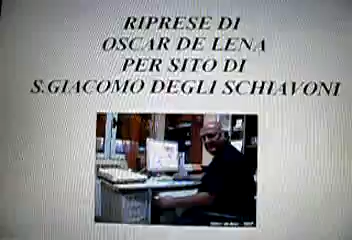 RIPRESE DI
OSCAR DE LENA
PER SITO DI
S.GIACOMO DEGLI SCHIAVONI